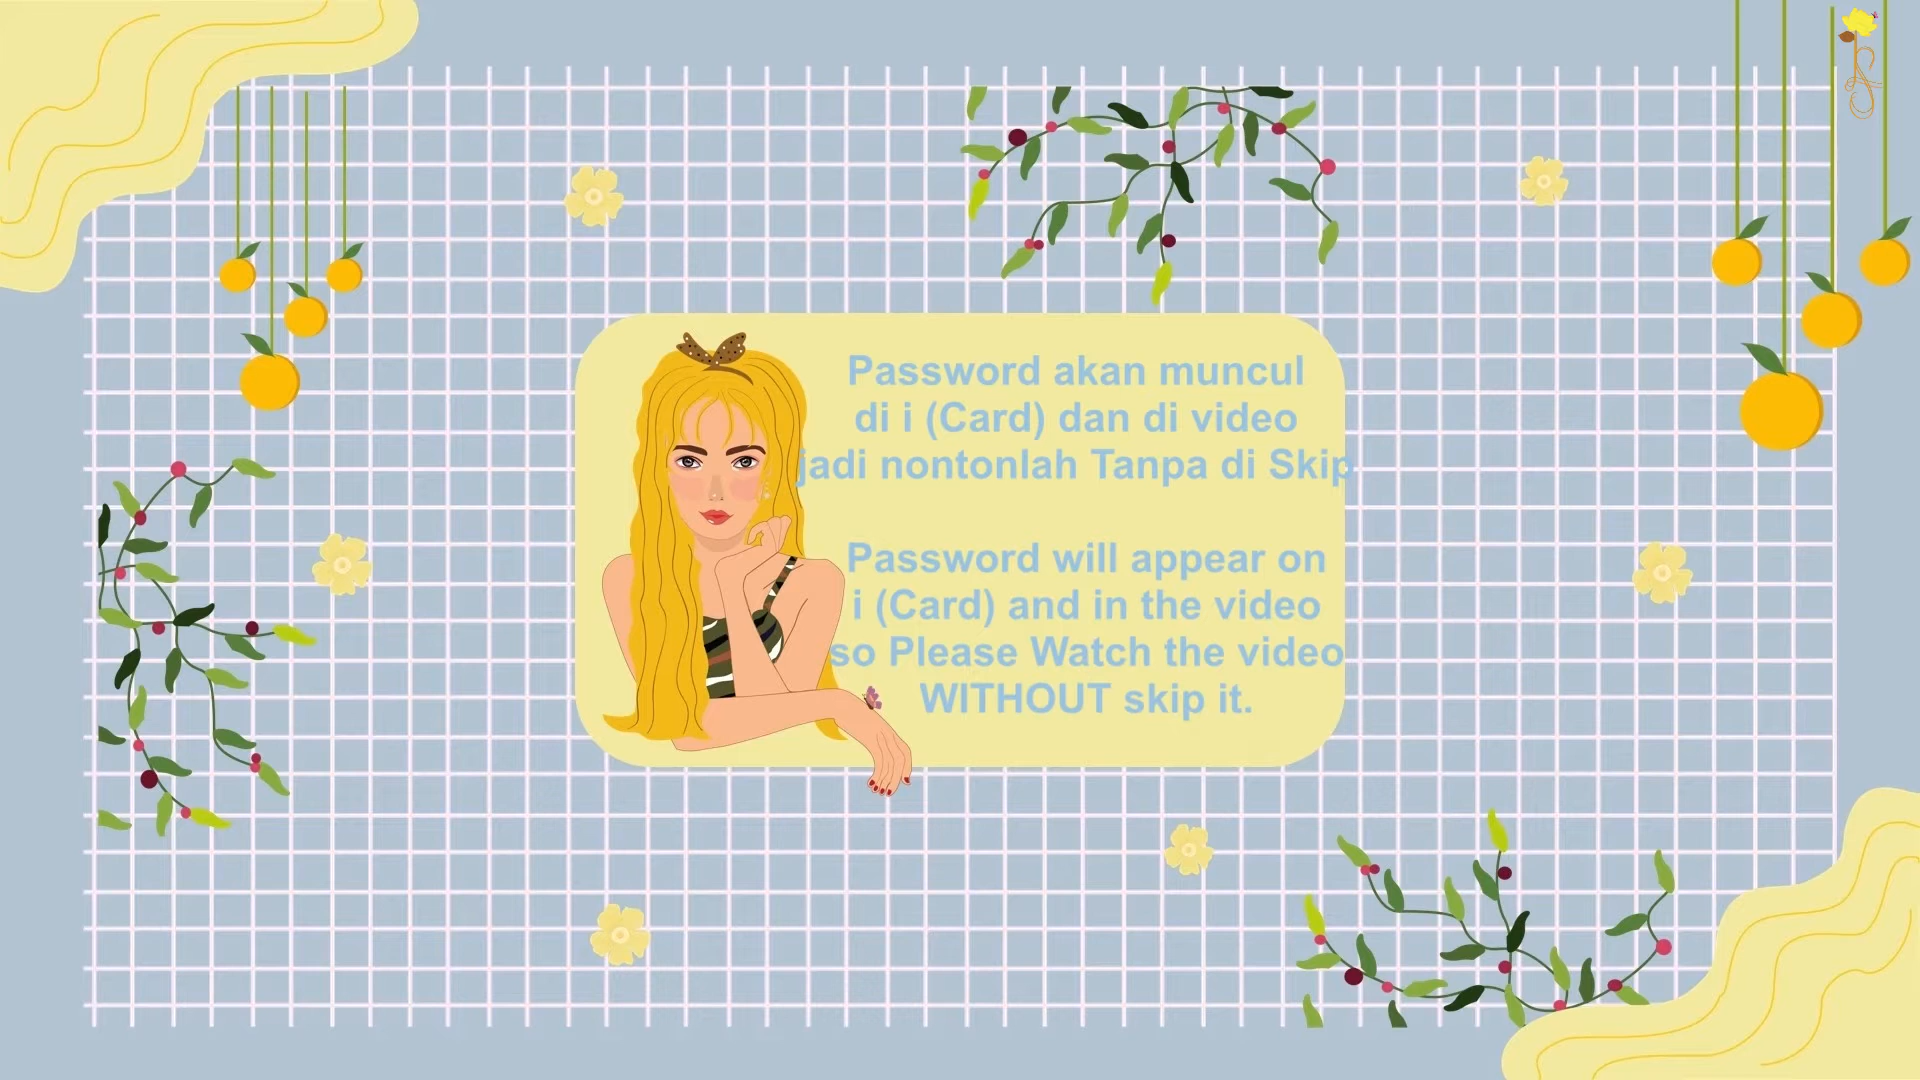 Password akan muncul
di i (Card) dan di video
jadi nontonlah Tanpa di Skip
Password will appear on
i (Card) and in the video
so Please Watch the video
WITHOUT skip it.